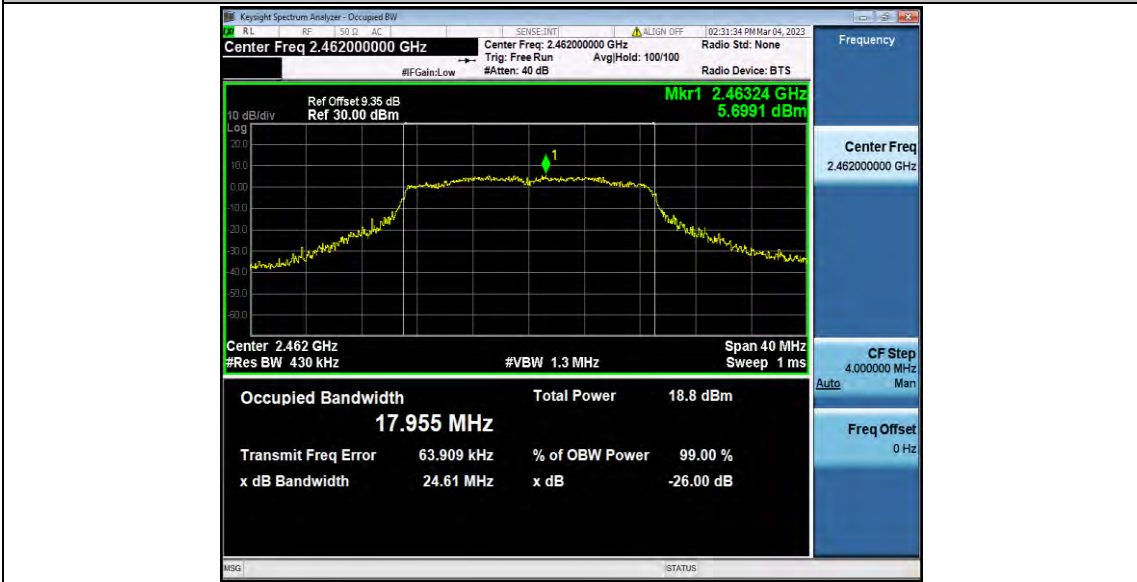 Keysight Spectrum Analyzer - Occupied BW
RL RF 50 Ω AC SENSE:INT ALIGN OFF 02:31:34 PM Mar 04, 2023
Center Freq 2.462000000 GHz Center Freq: 2.462000000 GHz Radio Std: None
Trig: Free Run Avg|Hold: 100/100
#IFGain:Low #Atten: 40 dB Radio Device: BTS
Frequency
Mkr1 2.46324 GHz
5.6991 dBm
Ref Offset 9.35 dB
10 dB/div Ref 30.00 dBm
Log
20.0
10.0
0.00
-10.0
-20.0
-30.0
-40.0
-50.0
-60.0
1
Center 2.462 GHz Span 40 MHz
#Res BW 430 kHz #VBW 1.3 MHz Sweep 1 ms
Center Freq
2.462000000 GHz
CF Step
4.000000 MHz
Auto Man
Freq Offset
0 Hz
Occupied Bandwidth Total Power 18.8 dBm
17.955 MHz
Transmit Freq Error 63.909 kHz % of OBW Power 99.00 %
x dB Bandwidth 24.61 MHz x dB -26.00 dB
MSG STATUS